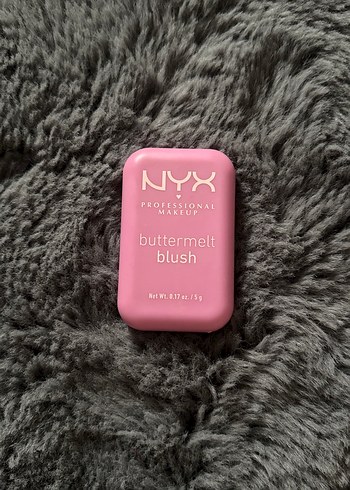 NYX
PROFESSIONAL
MAKEUP
buttermelt
blush
Net Wt. 0.17 oz. / 5 g